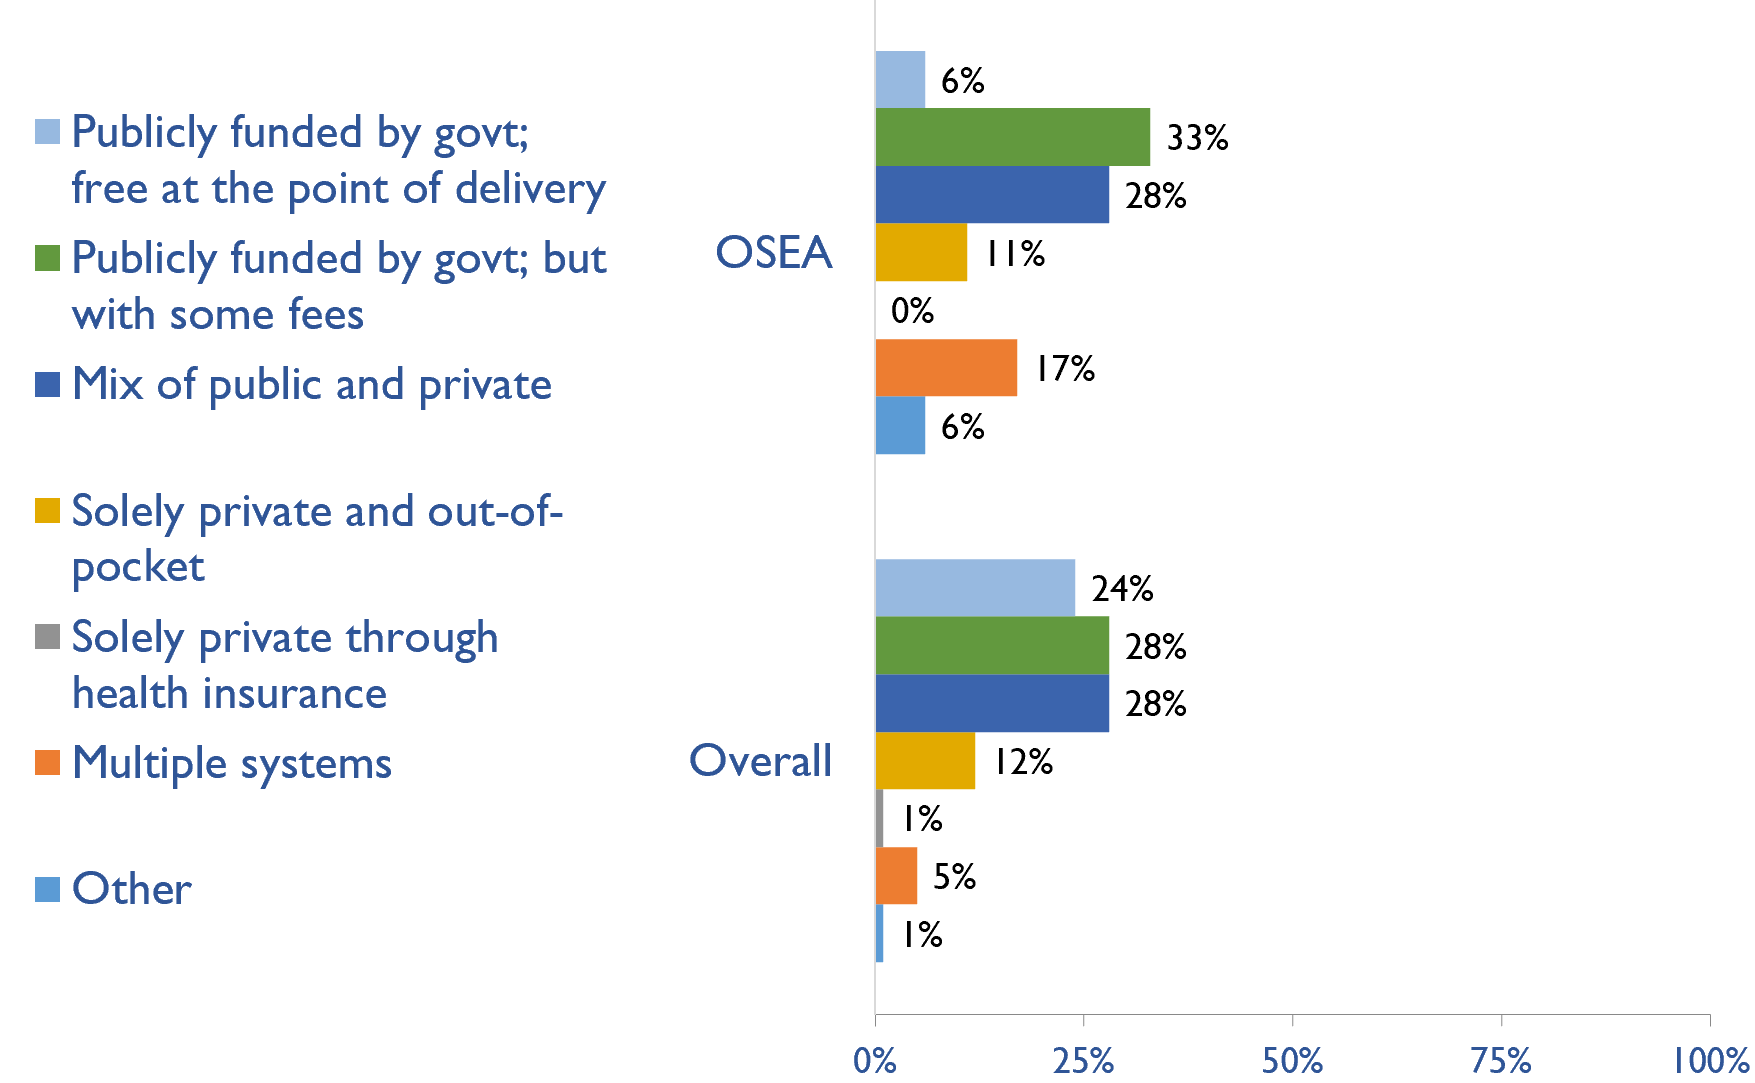 Publicly funded by govt;
free at the point of delivery
Publicly funded by govt; but
with some fees
Mix of public and private
Solely private and out-of-
pocket
Solely private through
health insurance
Multiple systems
Other
OSEA
6%
33%
28%
11%
0%
17%
6%
Overall
24%
28%
28%
12%
1%
5%
1%
0% 25% 50% 75% 100%